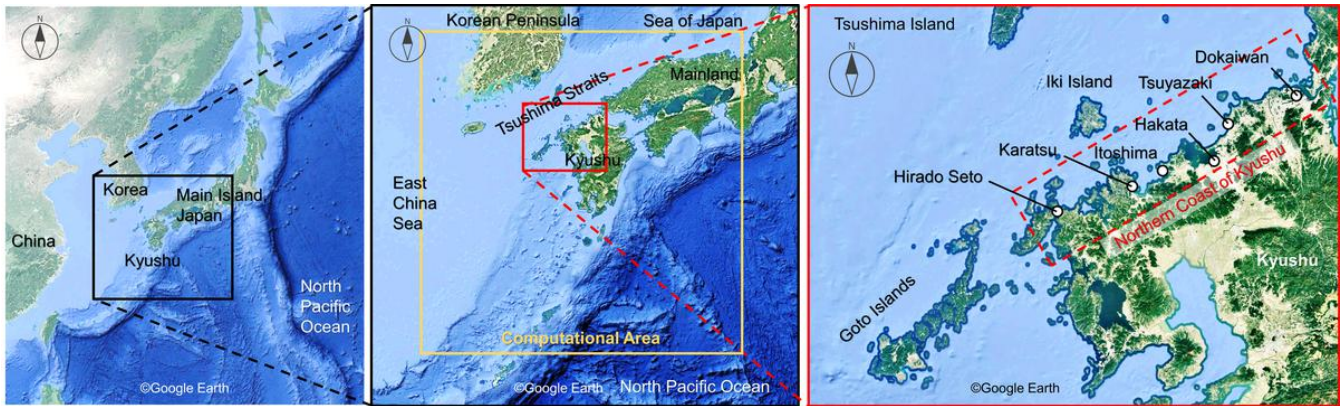 N
Korea
Main Island,
Japan
China
Kyushu
North
Pacific
Ocean
©Google Earth
Korean Peninsula
Sea of Japan
N
Mainland
Tsushima Straits
Kyushu
East
China
Sea
Computational Area
©Google Earth
North Pacific Ocean
Tsushima Island
N
Dokaiwan
Tsuyazaki
Iki Island
Hakata
Karatsu
Itoshima
Hirado Seto
Northern Coast of Kyushu
Kyushu
Goto Islands
©Google Earth